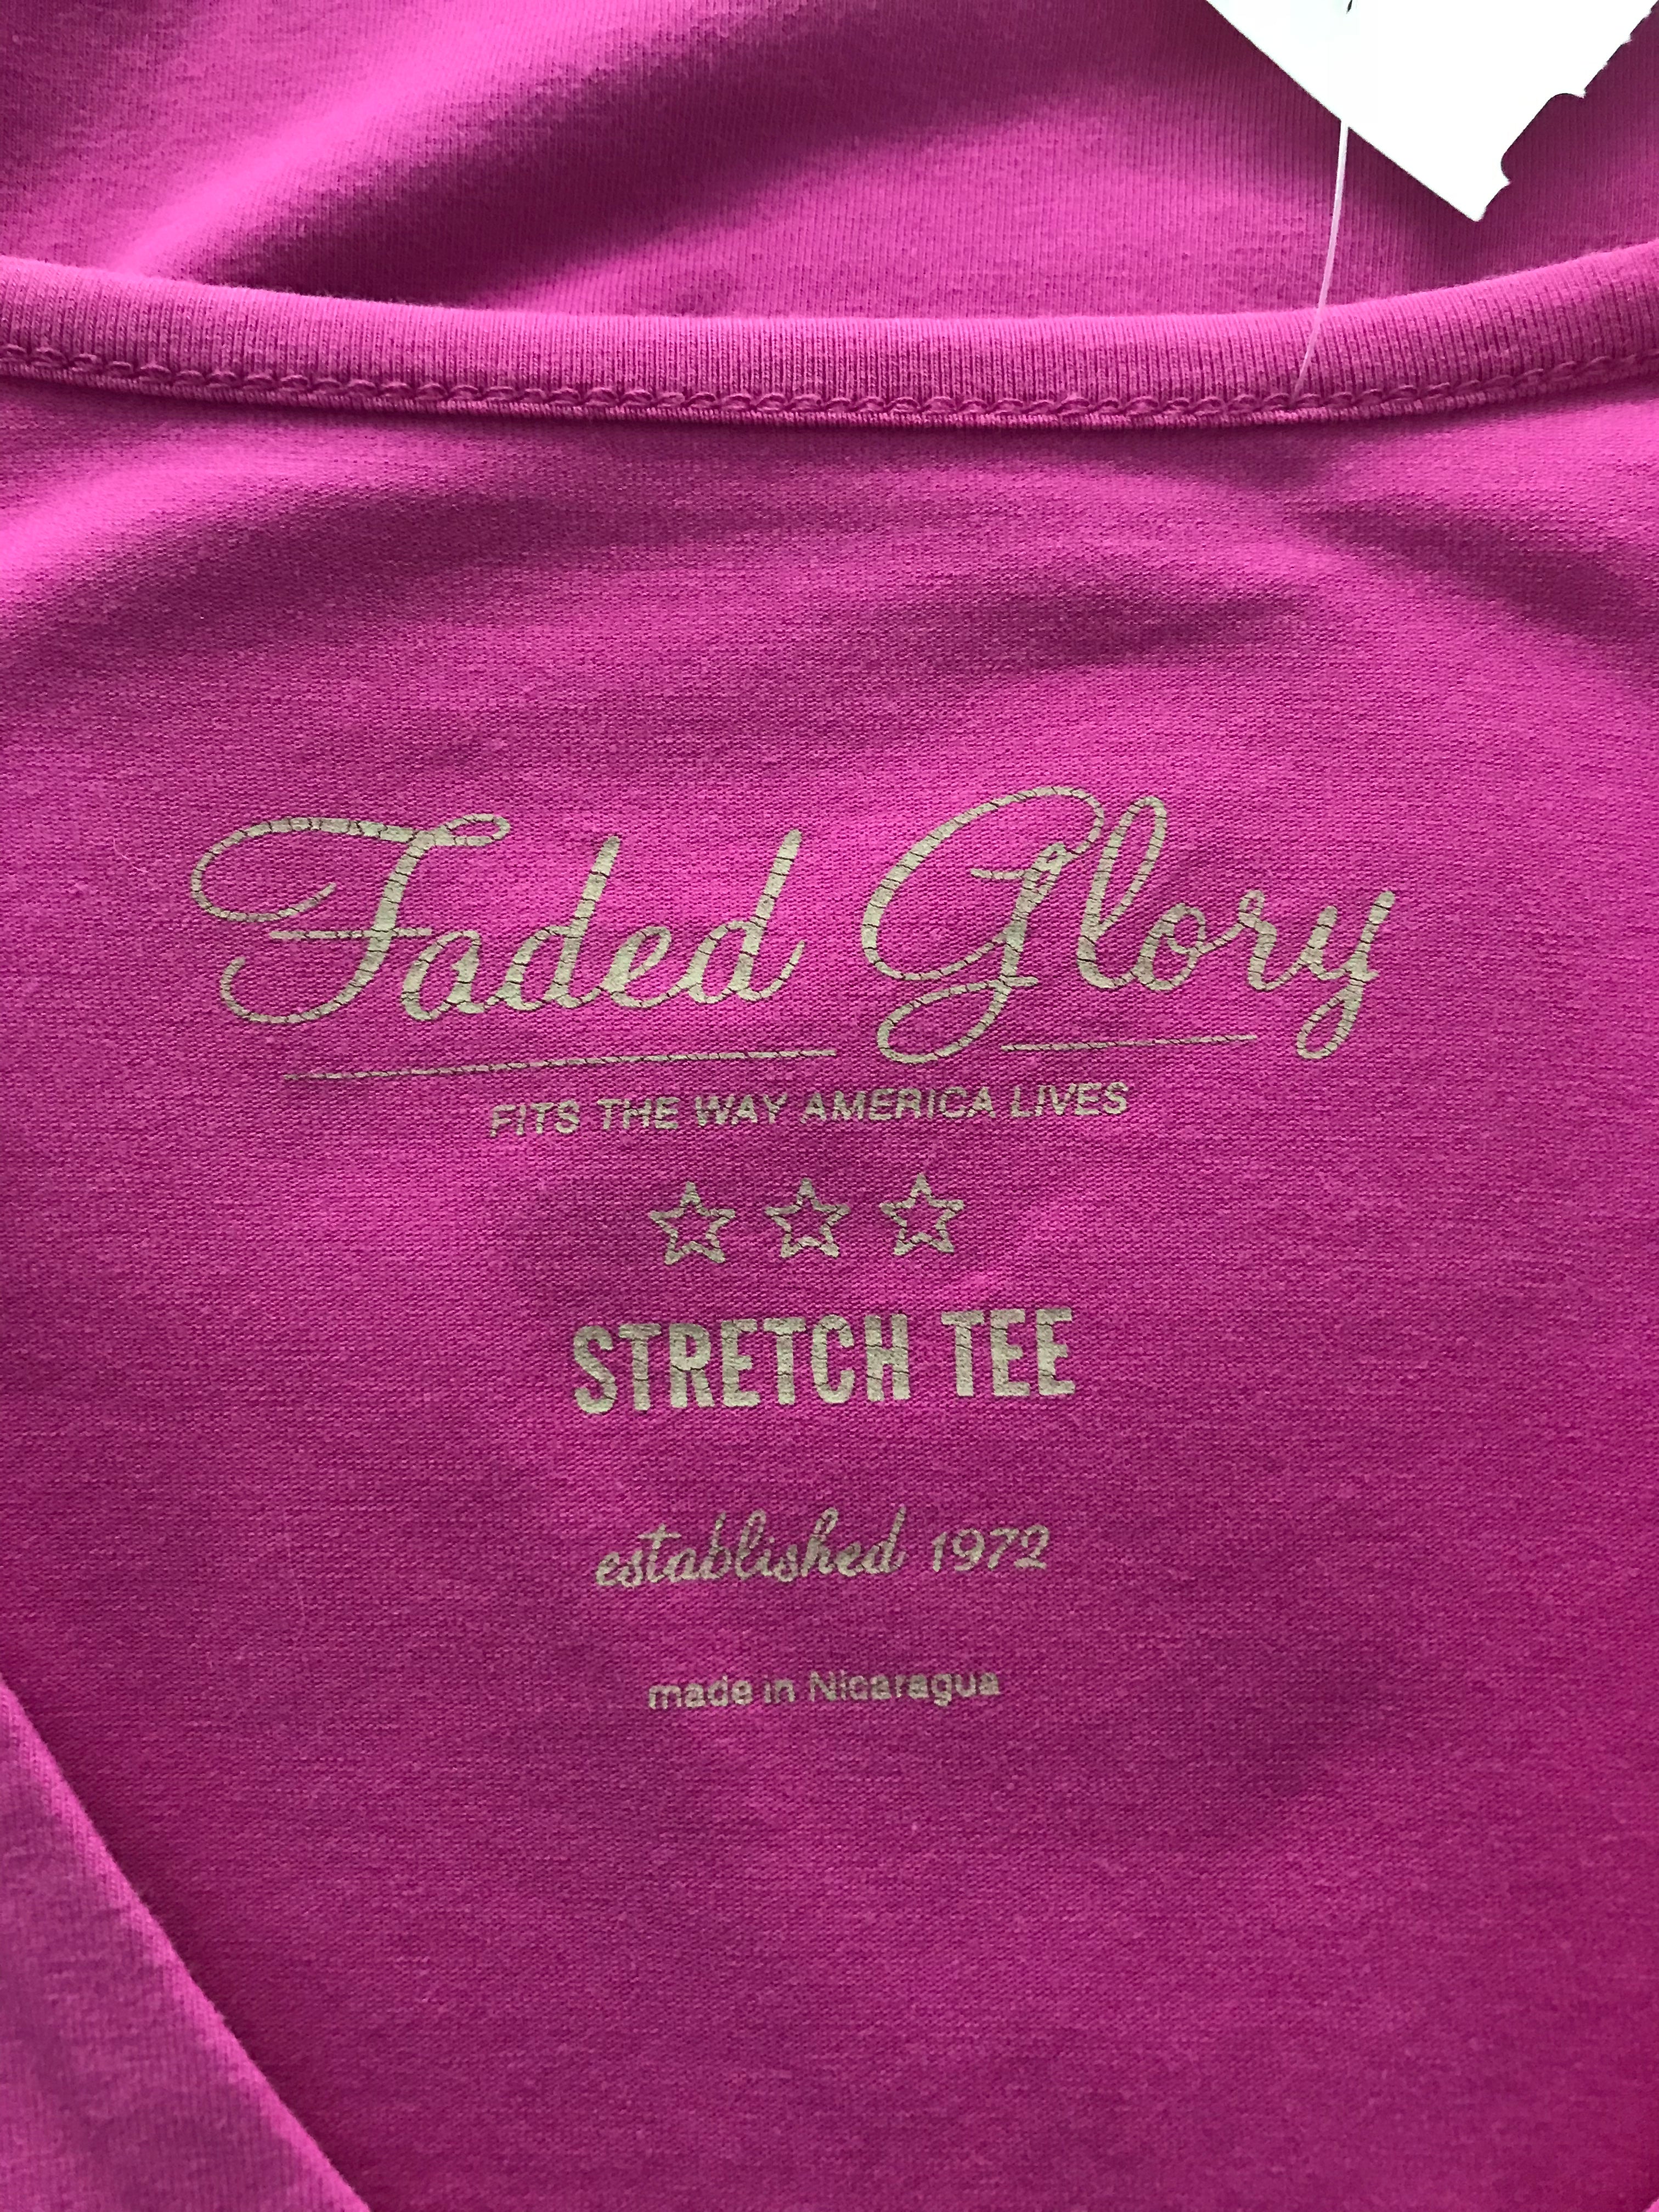 Faded Glory
FITS THE WAY AMERICA LIVES
STRETCH TEE
established 1972
made in Nicaragua